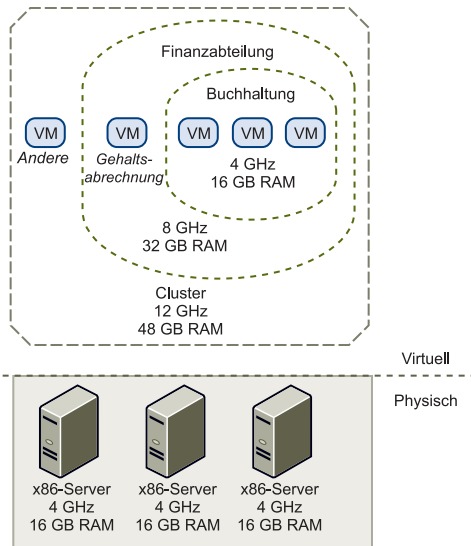 Finanzabteilung
Buchhaltung
VM VM VM VM VM
Andere
Gehalts-
abrechnung
4 GHz
16 GB RAM
8 GHz
32 GB RAM
Cluster
12 GHz
48 GB RAM
Virtuell
Physisch
x86-Server x86-Server x86-Server
4 GHz 4 GHz 4 GHz
16 GB RAM 16 GB RAM 16 GB RAM